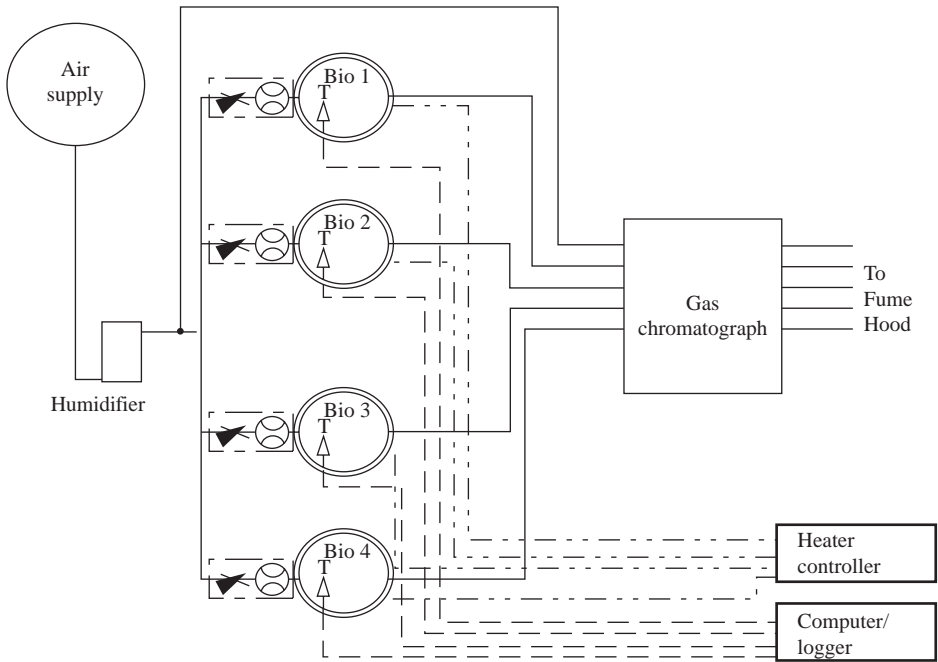 Air
supply
Bio 1
T
Bio 2
T
Gas
chromatograph
To
Fume
Hood
Humidifier
Bio 3
T
Bio 4
T
Heater
controller
Computer/
logger